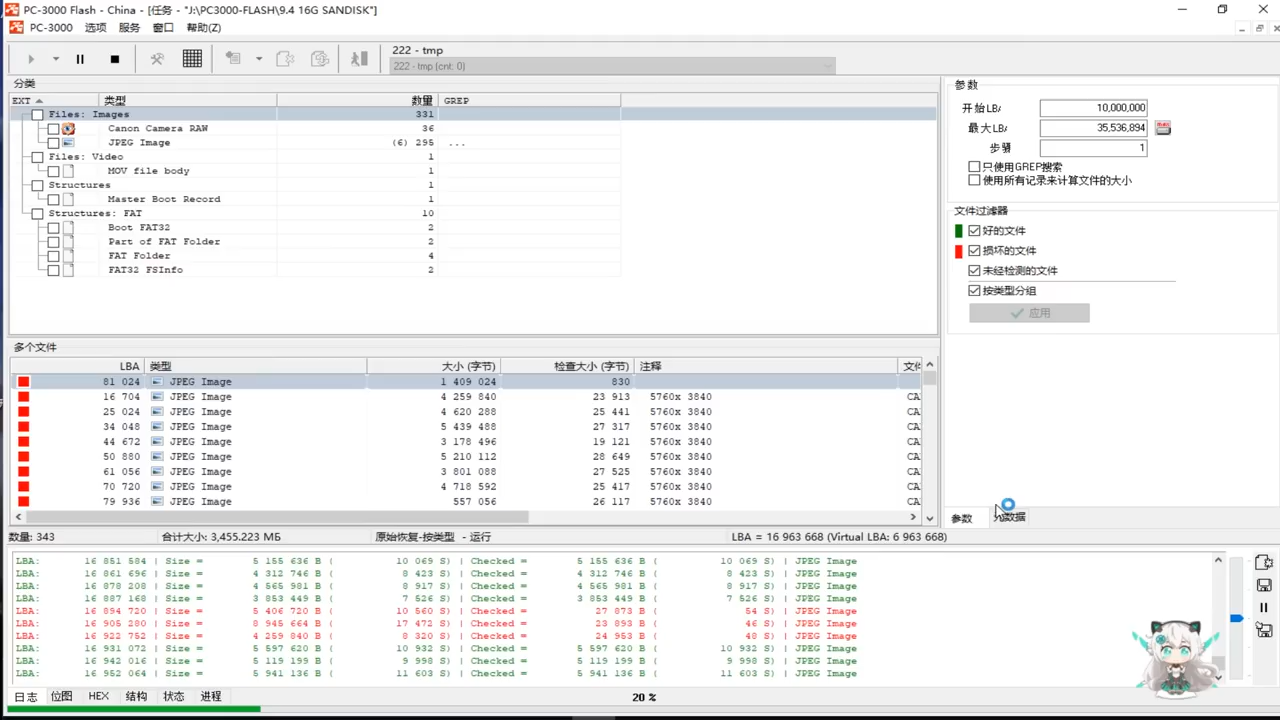 PC-3000 Flash - China - [任务 - "J:\PC3000-FLASH\9.4 16G SANDISK"]
PC-3000 选项 服务 窗口 帮助(Z)
222 - tmp
222 - tmp (cnt: 0)
分类
EXT 类型 数量 GREP
Files: Images 331
Canon Camera RAW 36
JPEG Image (6) 295 ...
Files: Video 1
MOV file body 1
Structures 1
Master Boot Record 1
Structures: FAT 10
Boot FAT32 2
Part of FAT Folder 2
FAT Folder 4
FAT32 FSInfo 2
参数
开始LBA 10,000,000
最大LBA 35,536,894
步骤 1
只使用GREP搜索
使用所有记录来计算文件的大小
文件过滤器
好的文件
损坏的文件
未经检测的文件
按类型分组
应用
参数
多个文件
LBA 类型 大小 (字节) 检查大小 (字节) 注释
81 024 JPEG Image 1 409 024 830
16 704 JPEG Image 4 259 840 23 913 5760x 3840 CA
25 024 JPEG Image 4 620 288 25 441 5760x 3840 CA
34 048 JPEG Image 5 439 488 27 317 5760x 3840 CA
44 672 JPEG Image 3 178 496 19 121 5760x 3840 CA
50 880 JPEG Image 5 210 112 28 649 5760x 3840 CA
61 056 JPEG Image 3 801 088 27 525 5760x 3840 CA
70 720 JPEG Image 4 718 592 25 417 5760x 3840 CA
79 936 JPEG Image 557 056 26 117 5760x 3840 CA
数量: 343 合计大小: 3,455.223 МБ 原始恢复-按类型 - 运行 LBA = 16 963 668 (Virtual LBA: 6 963 668)
LBA: 16 851 584 | Size = 5 155 636 B ( 10 069 S) | Checked = 5 155 636 B ( 10 069 S) | JPEG Image
LBA: 16 861 696 | Size = 4 312 746 B ( 8 423 S) | Checked = 4 312 746 B ( 8 423 S) | JPEG Image
LBA: 16 878 208 | Size = 4 565 981 B ( 8 917 S) | Checked = 4 565 981 B ( 8 917 S) | JPEG Image
LBA: 16 887 168 | Size = 3 853 449 B ( 7 526 S) | Checked = 3 853 449 B ( 7 526 S) | JPEG Image
LBA: 16 894 720 | Size = 5 406 720 B ( 10 560 S) | Checked = 27 873 B ( 54 S) | JPEG Image
LBA: 16 905 280 | Size = 8 945 664 B ( 17 472 S) | Checked = 23 893 B ( 46 S) | JPEG Image
LBA: 16 922 752 | Size = 4 259 840 B ( 8 320 S) | Checked = 24 953 B ( 48 S) | JPEG Image
LBA: 16 931 072 | Size = 5 597 620 B ( 10 932 S) | Checked = 5 597 620 B ( 10 932 S) | JPEG Image
LBA: 16 942 016 | Size = 5 119 199 B ( 9 998 S) | Checked = 5 119 199 B ( 9 998 S) | JPEG Image
LBA: 16 952 064 | Size = 5 941 136 B ( 11 603 S) | Checked = 5 941 136 B ( 11 603 S) | JPEG Image
日志 位图 HEX 结构 状态 进程 20 %